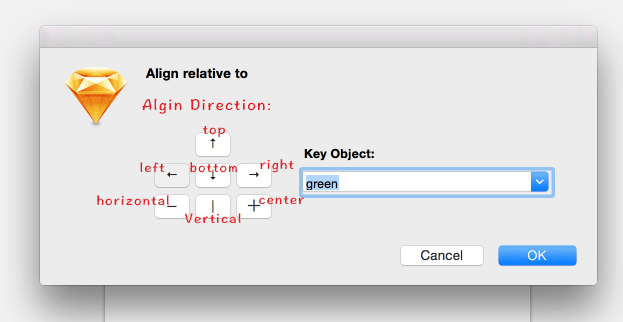 Align relative to
Algin Direction:
top
↑
left bottom right
← ↓ →
horizontal center
− | +
Vertical
Key Object:
green
Cancel OK